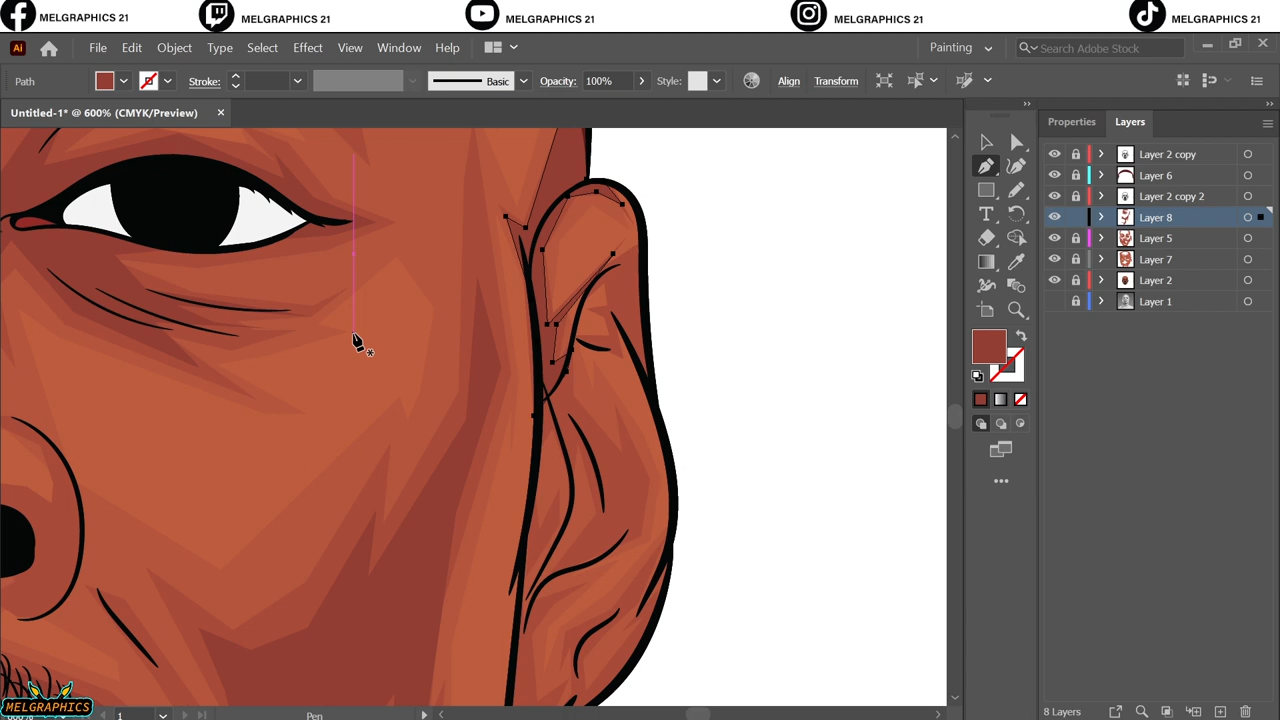 MELGRAPHICS 21 MELGRAPHICS 21 MELGRAPHICS 21 MELGRAPHICS 21 MELGRAPHICS 21
Ai File Edit Object Type Select Effect View Window Help Painting Search Adobe Stock
Path Stroke: Basic Opacity: 100% Style: Align Transform
Untitled-1* @ 600% (CMYK/Preview)
Properties Layers
Layer 2 copy
Layer 6
Layer 2 copy 2
Layer 8
Layer 5
Layer 7
Layer 2
Layer 1
MELGRAPHICS
1 Pen 8 Layers